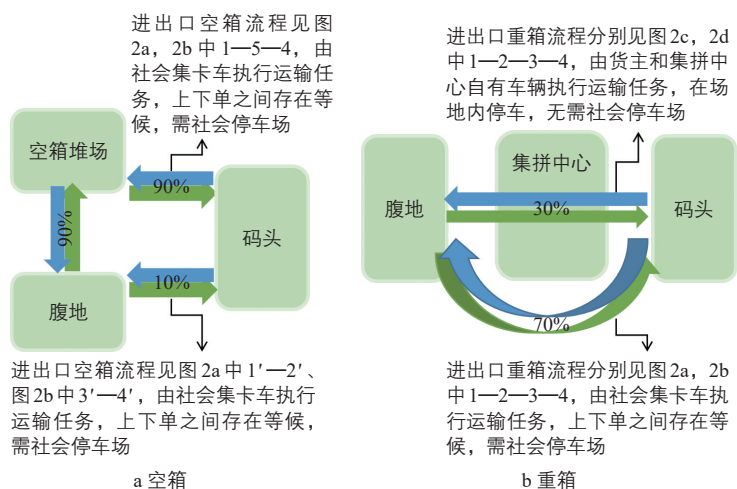 进出口空箱流程见图
2a，2b 中 1—5—4，由
社会集卡车执行运输任
务，上下单之间存在等
候，需社会停车场
空箱堆场
90%
90%
码头
10%
腹地
进出口空箱流程见图2a中1′—2′、
图2b中3′—4′，由社会集卡车执行
运输任务，上下单之间存在等候，
需社会停车场
a 空箱
进出口重箱流程分别见图2c，2d
中1—2—3—4，由货主和集拼中
心自有车辆执行运输任务，在场
地内停车，无需社会停车场
集拼中心
腹地
30%
码头
70%
进出口重箱流程分别见图2a，2b
中1—2—3—4，由社会集卡车执
行运输任务，上下单之间存在等
候，需社会停车场
b 重箱